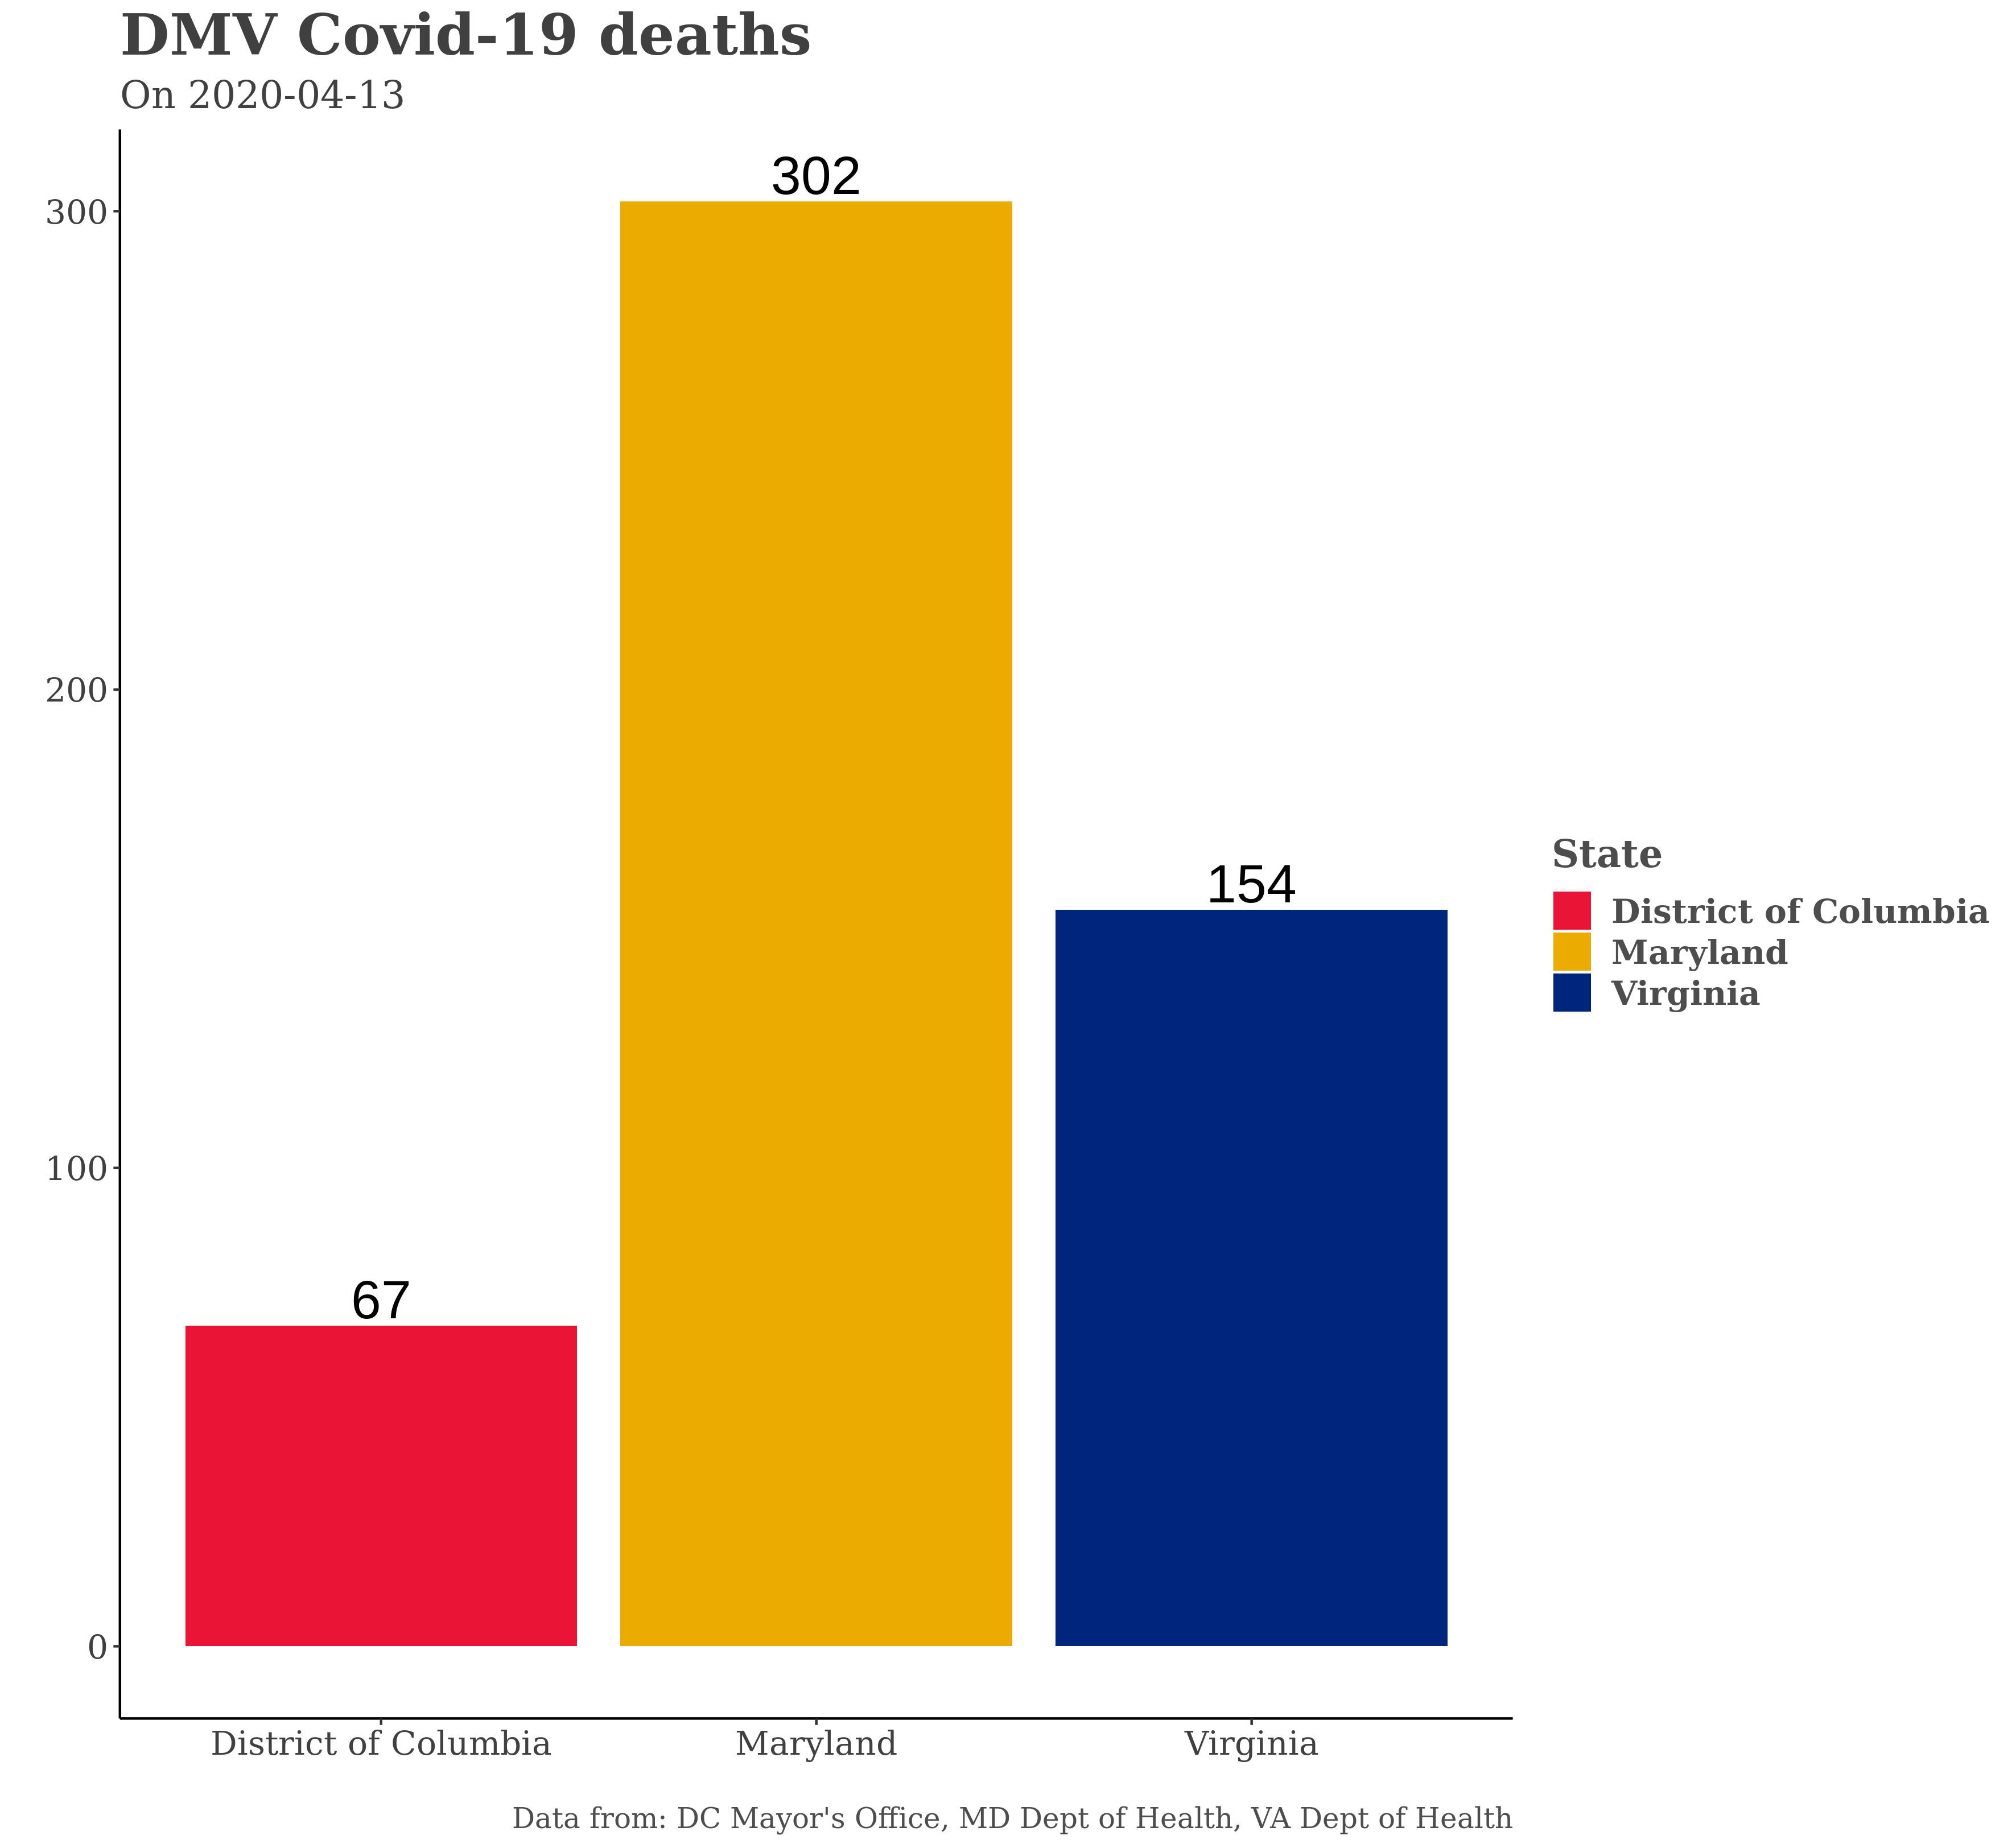 DMV Covid-19 deaths
On 2020-04-13
302
300
200
154
State
District of Columbia
Maryland
Virginia
100
67
0
District of Columbia Maryland Virginia
Data from: DC Mayor's Office, MD Dept of Health, VA Dept of Health